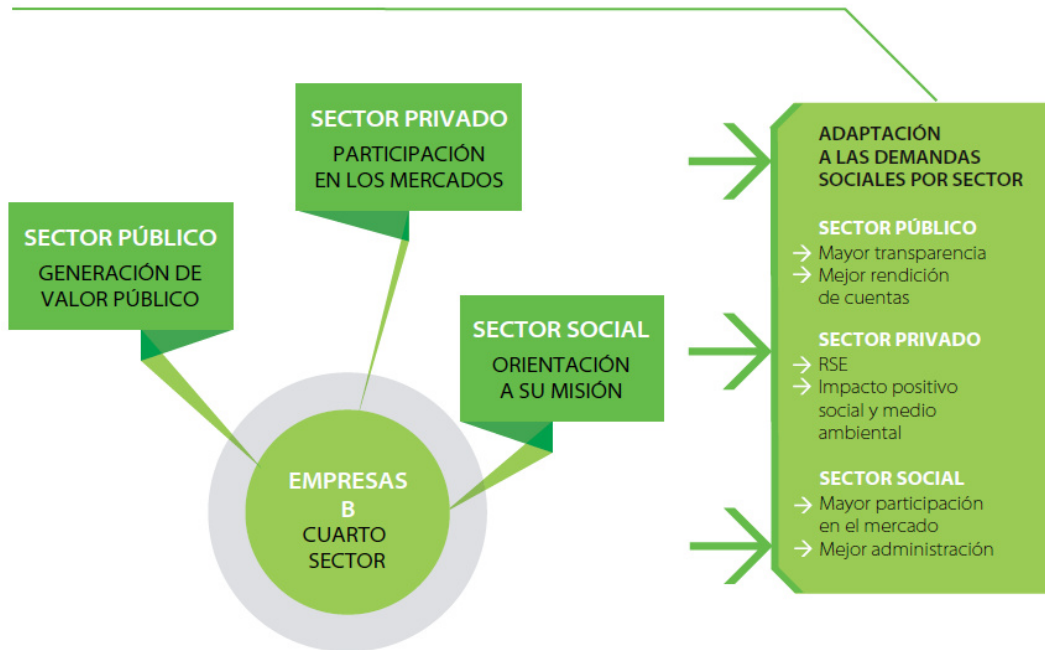 SECTOR PRIVADO
PARTICIPACIÓN
EN LOS MERCADOS
SECTOR PÚBLICO
GENERACIÓN DE
VALOR PÚBLICO
SECTOR SOCIAL
ORIENTACIÓN
A SU MISIÓN
EMPRESAS
B
CUARTO
SECTOR
ADAPTACIÓN
A LAS DEMANDAS
SOCIALES POR SECTOR
SECTOR PÚBLICO
→ Mayor transparencia
→ Mejor rendición
de cuentas
SECTOR PRIVADO
→ RSE
→ Impacto positivo
social y medio
ambiental
SECTOR SOCIAL
→ Mayor participación
en el mercado
→ Mejor administración